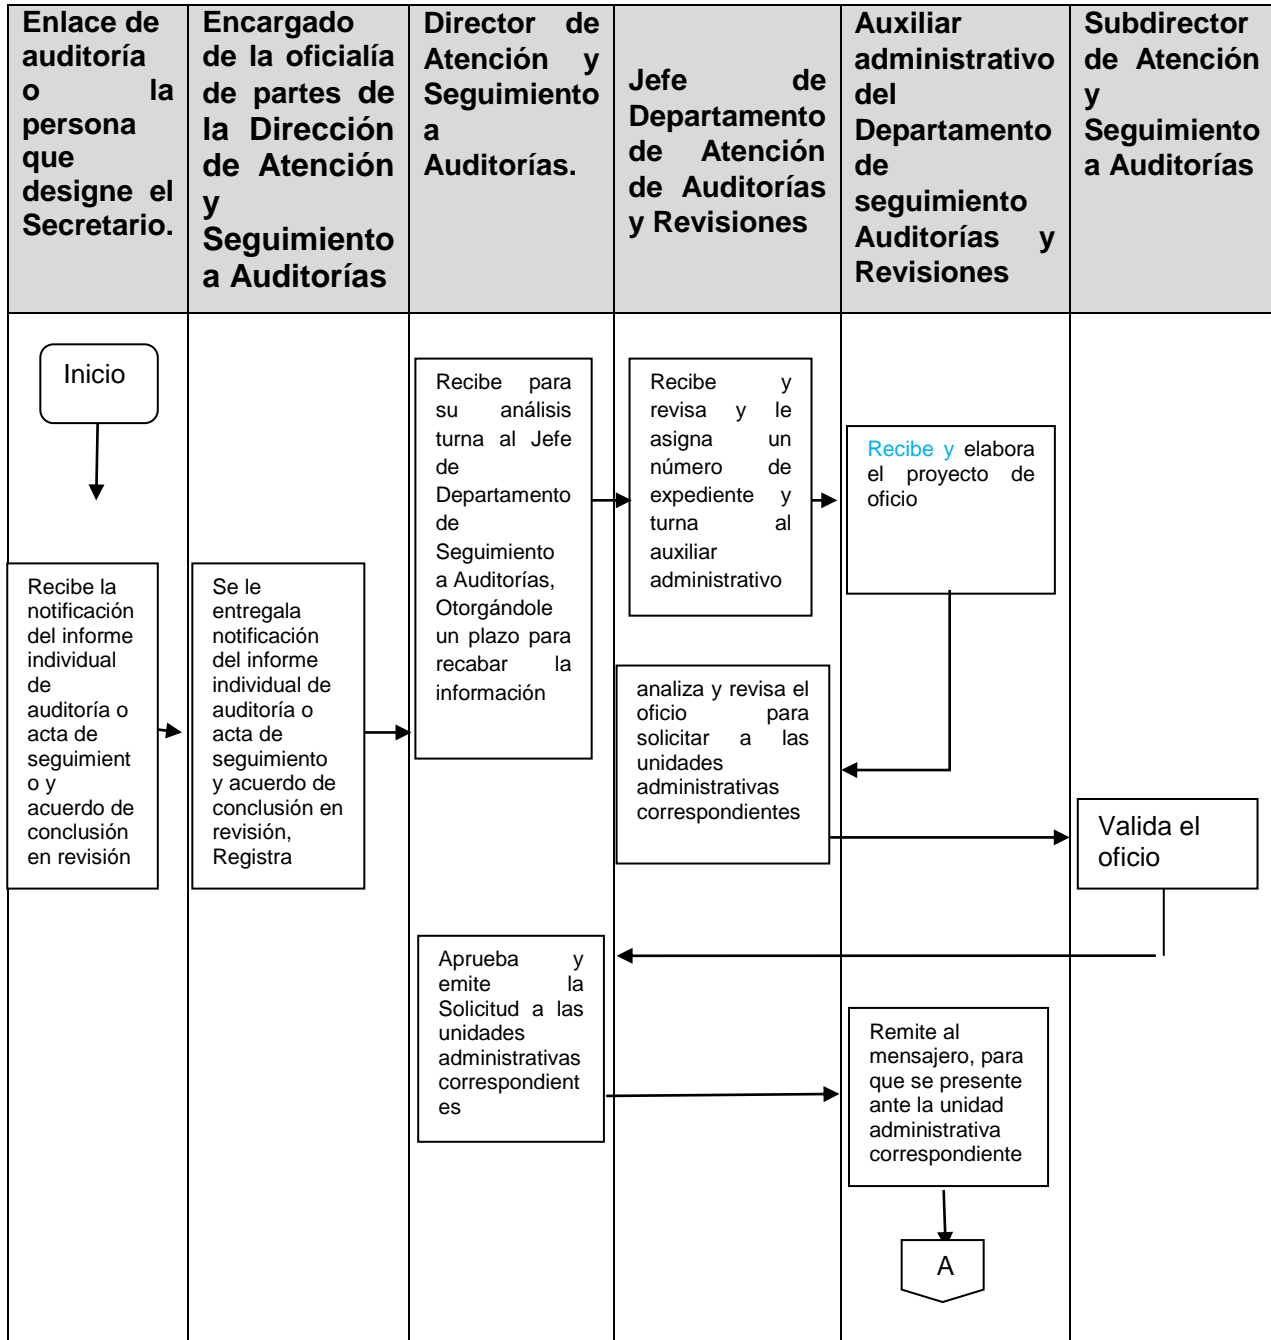 Enlace de
auditoría
o la
persona
que
designe el
Secretario.
Encargado
de la oficialía
de partes de
la Dirección
de Atención
y
Seguimiento
a Auditorías
Director de
Atención y
Seguimiento
a
Auditorías.
Jefe de
Departamento
de Atención
de Auditorías
y Revisiones
Auxiliar
administrativo
del
Departamento
de
seguimiento
Auditorías y
Revisiones
Subdirector
de Atención
y
Seguimiento
a Auditorías
Inicio
Recibe la
notificación
del informe
individual
de
auditoría o
acta de
seguimient
o y
acuerdo de
conclusión
en revisión
Se le
entregala
notificación
del informe
individual de
auditoría o
acta de
seguimiento
y acuerdo de
conclusión en
revisión,
Registra
Recibe para
su análisis
turna al Jefe
de
Departamento
de
Seguimiento
a Auditorías,
Otorgándole
un plazo para
recabar la
información
Recibe y
revisa y le
asigna un
número de
expediente y
turna al
auxiliar
administrativo
Recibe y elabora
el proyecto de
oficio
analiza y revisa el
oficio para
solicitar a las
unidades
administrativas
correspondientes
Valida el
oficio
Aprueba y
emite la
Solicitud a las
unidades
administrativas
correspondient
es
Remite al
mensajero, para
que se presente
ante la unidad
administrativa
correspondiente
A